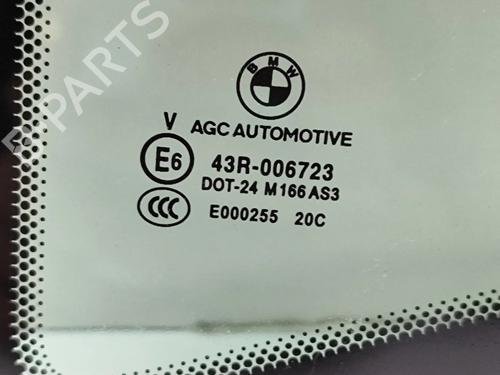 BMW
V AGC AUTOMOTIVE
E6 43R-006723
DOT-24 M166 AS3
CCC E000255 20C
B PARTS